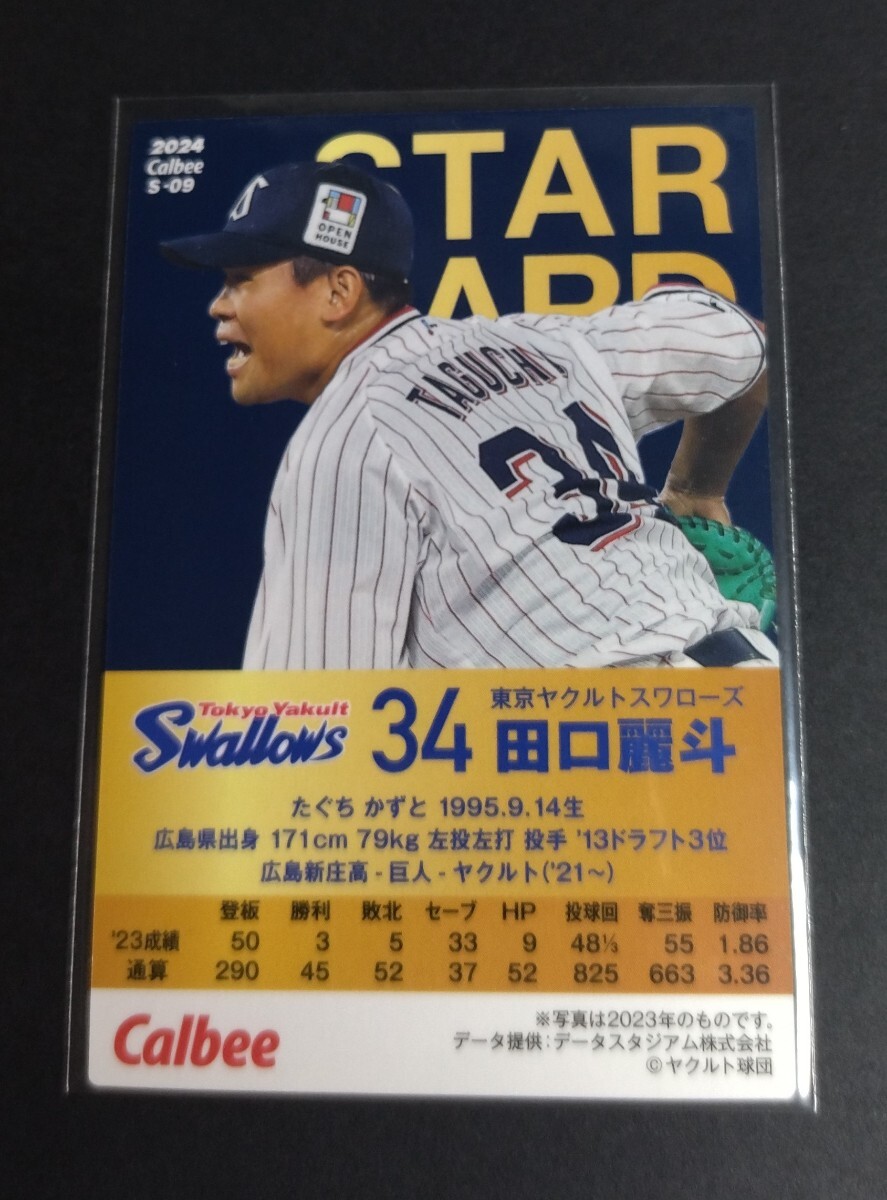 2024
Calbee
S-09
STAR
CARD
OPEN
HOUSE
TAGUCHI
34
Tokyo Yakult
Swallows
34
東京ヤクルトスワローズ
田口麗斗
たぐち かずと 1995.9.14生
広島県出身 171cm 79kg 左投左打 投手 '13ドラフト3位
広島新庄高 - 巨人 - ヤクルト('21～)
登板 勝利 敗北 セーブ HP 投球回 奪三振 防御率
'23成績 50 3 5 33 9 48⅓ 55 1.86
通算 290 45 52 37 52 825 663 3.36
Calbee
※写真は2023年のものです。
データ提供:データスタジアム株式会社
©ヤクルト球団